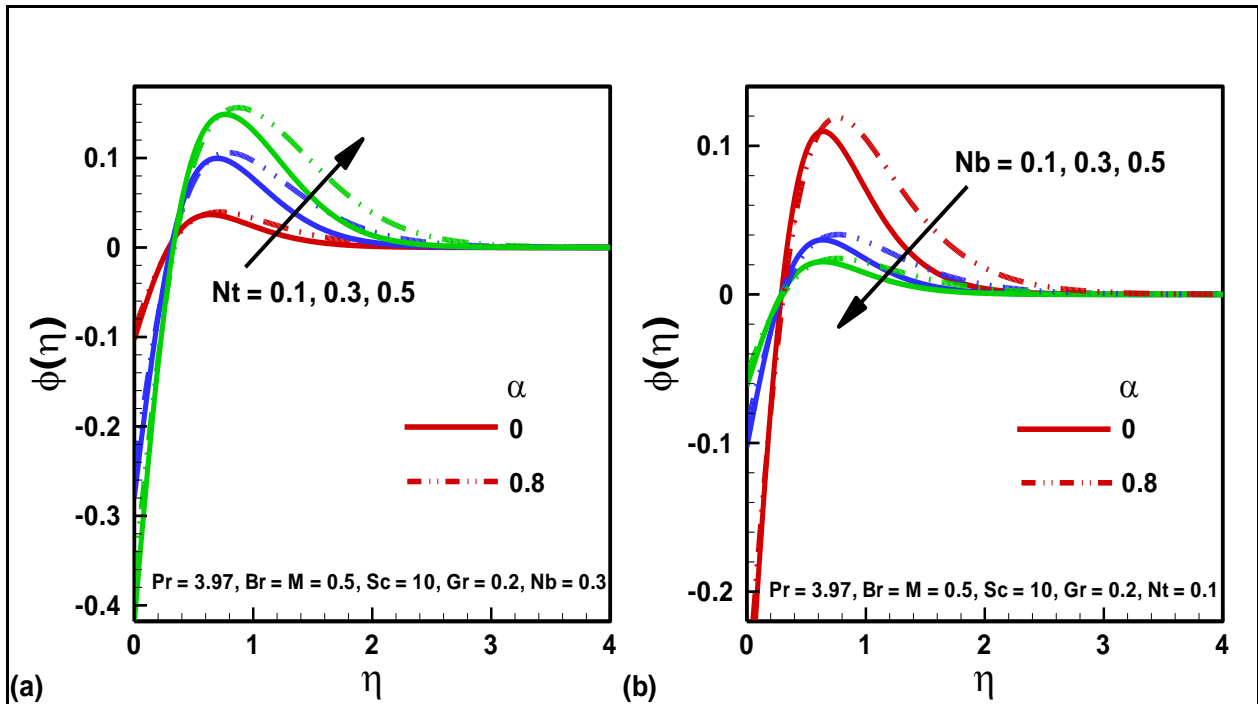 0.1
0
-0.1
-0.2
-0.3
-0.4
ϕ(η)
Nt = 0.1, 0.3, 0.5
α
0
0.8
Pr = 3.97, Br = M = 0.5, Sc = 10, Gr = 0.2, Nb = 0.3
0 1 2 3 4
η
(a)
0.1
0
-0.1
-0.2
ϕ(η)
Nb = 0.1, 0.3, 0.5
α
0
0.8
Pr = 3.97, Br = M = 0.5, Sc = 10, Gr = 0.2, Nt = 0.1
0 1 2 3 4
η
(b)